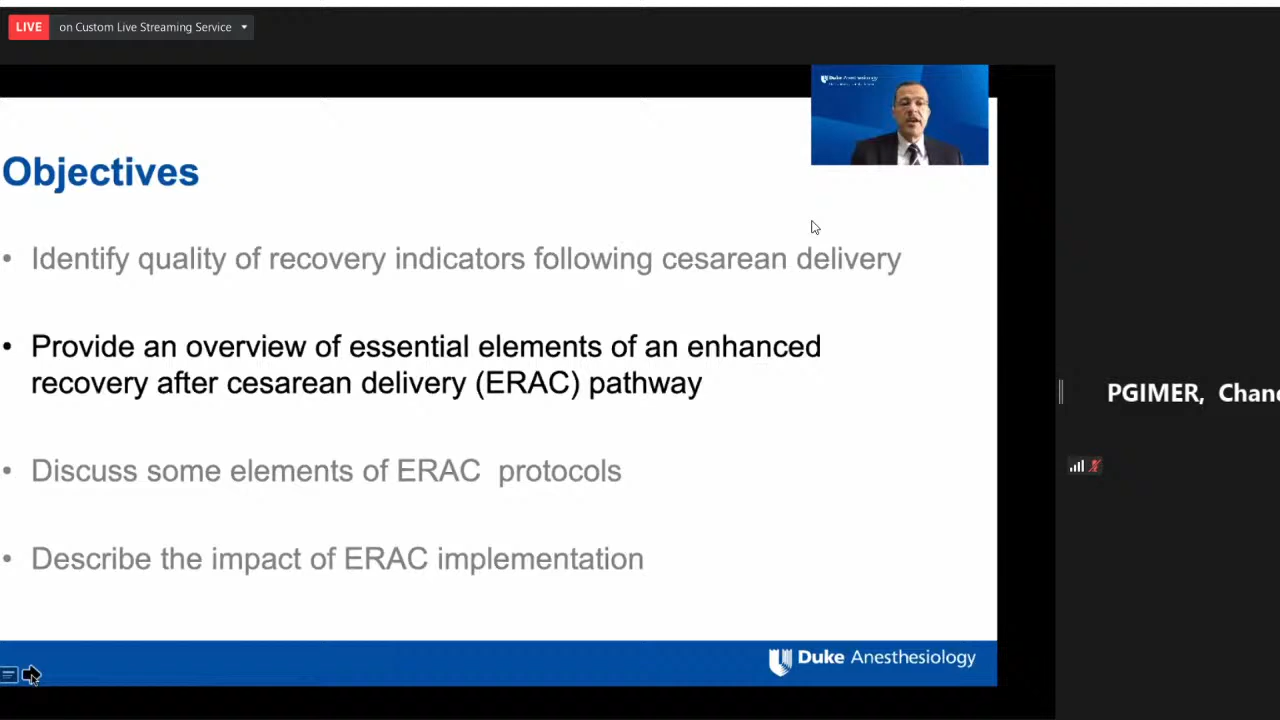 LIVE on Custom Live Streaming Service
Duke Anesthesiology
Objectives
• Identify quality of recovery indicators following cesarean delivery
• Provide an overview of essential elements of an enhanced
recovery after cesarean delivery (ERAC) pathway
• Discuss some elements of ERAC protocols
• Describe the impact of ERAC implementation
PGIMER, Chan
Duke Anesthesiology